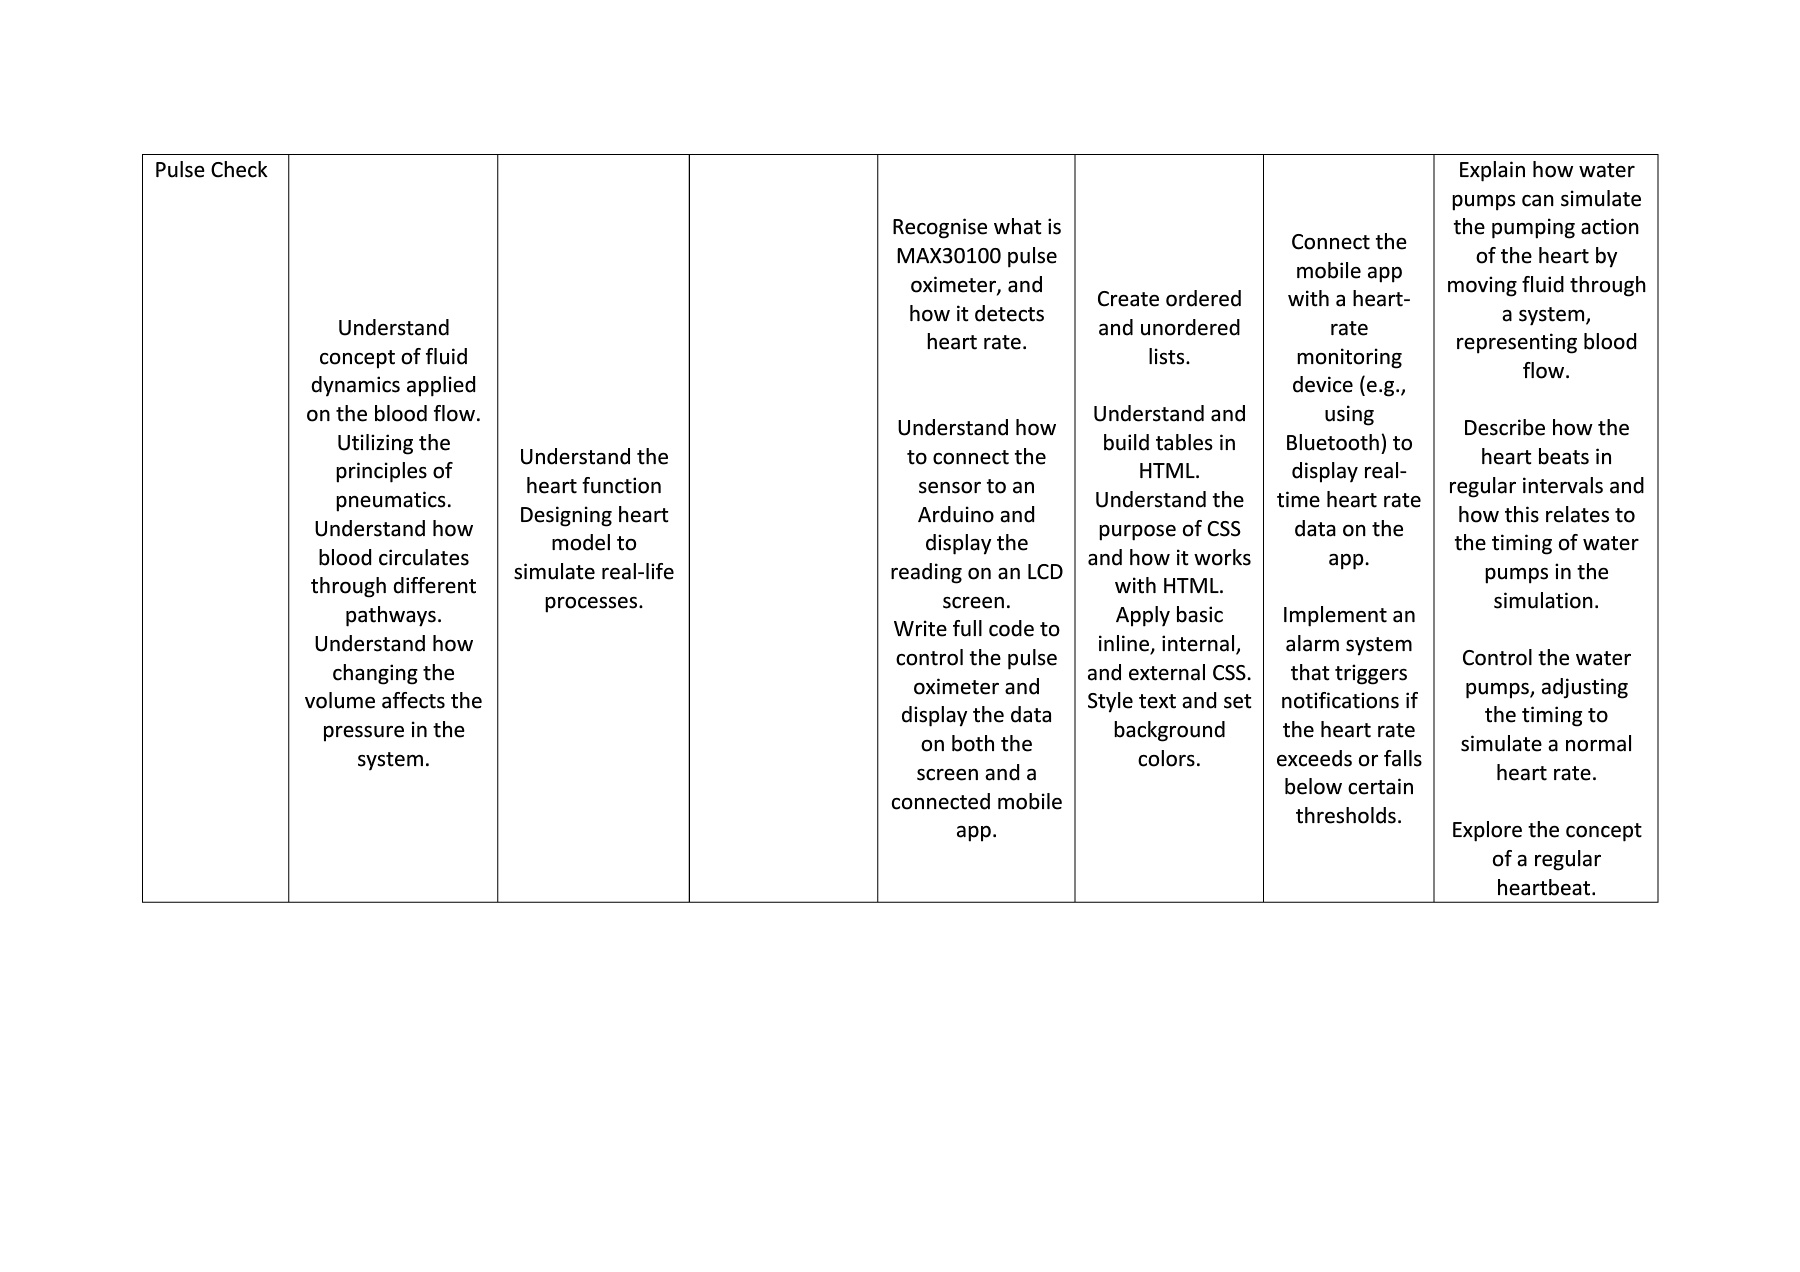 Pulse Check
Understand
concept of fluid
dynamics applied
on the blood flow.
Utilizing the
principles of
pneumatics.
Understand how
blood circulates
through different
pathways.
Understand how
changing the
volume affects the
pressure in the
system.
Understand the
heart function
Designing heart
model to
simulate real-life
processes.
Recognise what is
MAX30100 pulse
oximeter, and
how it detects
heart rate.
Understand how
to connect the
sensor to an
Arduino and
display the
reading on an LCD
screen.
Write full code to
control the pulse
oximeter and
display the data
on both the
screen and a
connected mobile
app.
Create ordered
and unordered
lists.
Understand and
build tables in
HTML.
Understand the
purpose of CSS
and how it works
with HTML.
Apply basic
inline, internal,
and external CSS.
Style text and set
background
colors.
Connect the
mobile app
with a heart-
rate
monitoring
device (e.g.,
using
Bluetooth) to
display real-
time heart rate
data on the
app.
Implement an
alarm system
that triggers
notifications if
the heart rate
exceeds or falls
below certain
thresholds.
Explain how water
pumps can simulate
the pumping action
of the heart by
moving fluid through
a system,
representing blood
flow.
Describe how the
heart beats in
regular intervals and
how this relates to
the timing of water
pumps in the
simulation.
Control the water
pumps, adjusting
the timing to
simulate a normal
heart rate.
Explore the concept
of a regular
heartbeat.